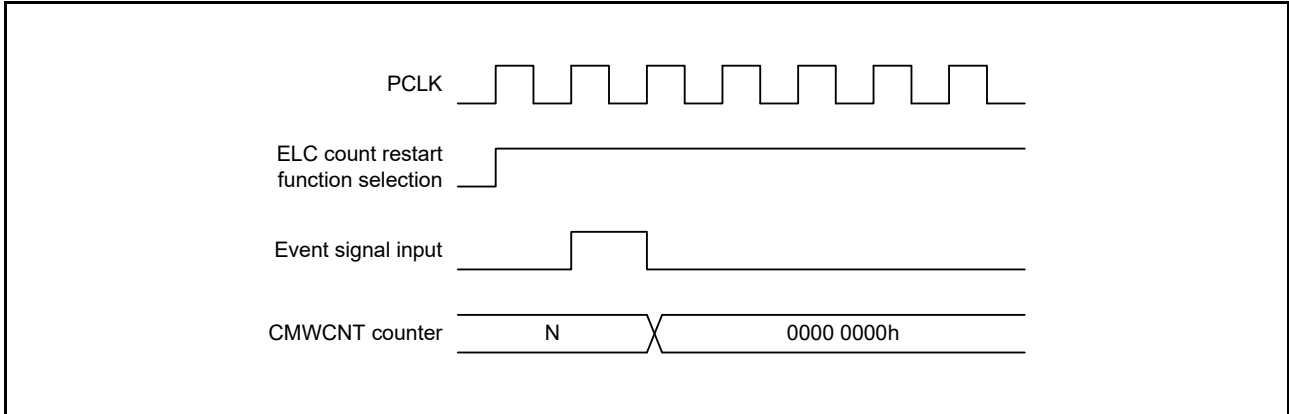 PCLK
ELC count restart
function selection
Event signal input
CMWCNT counter
N
0000 0000h